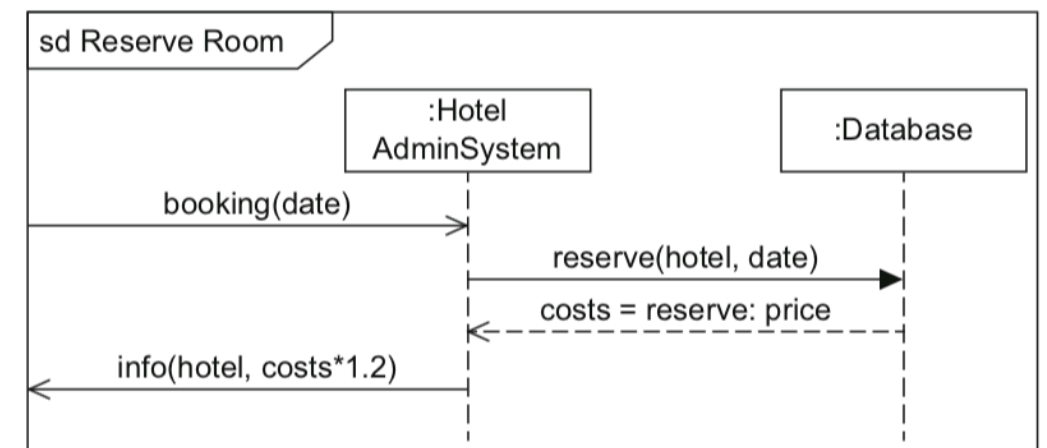 sd Reserve Room
:Hotel
AdminSystem
:Database
booking(date)
reserve(hotel, date)
costs = reserve: price
info(hotel, costs*1.2)